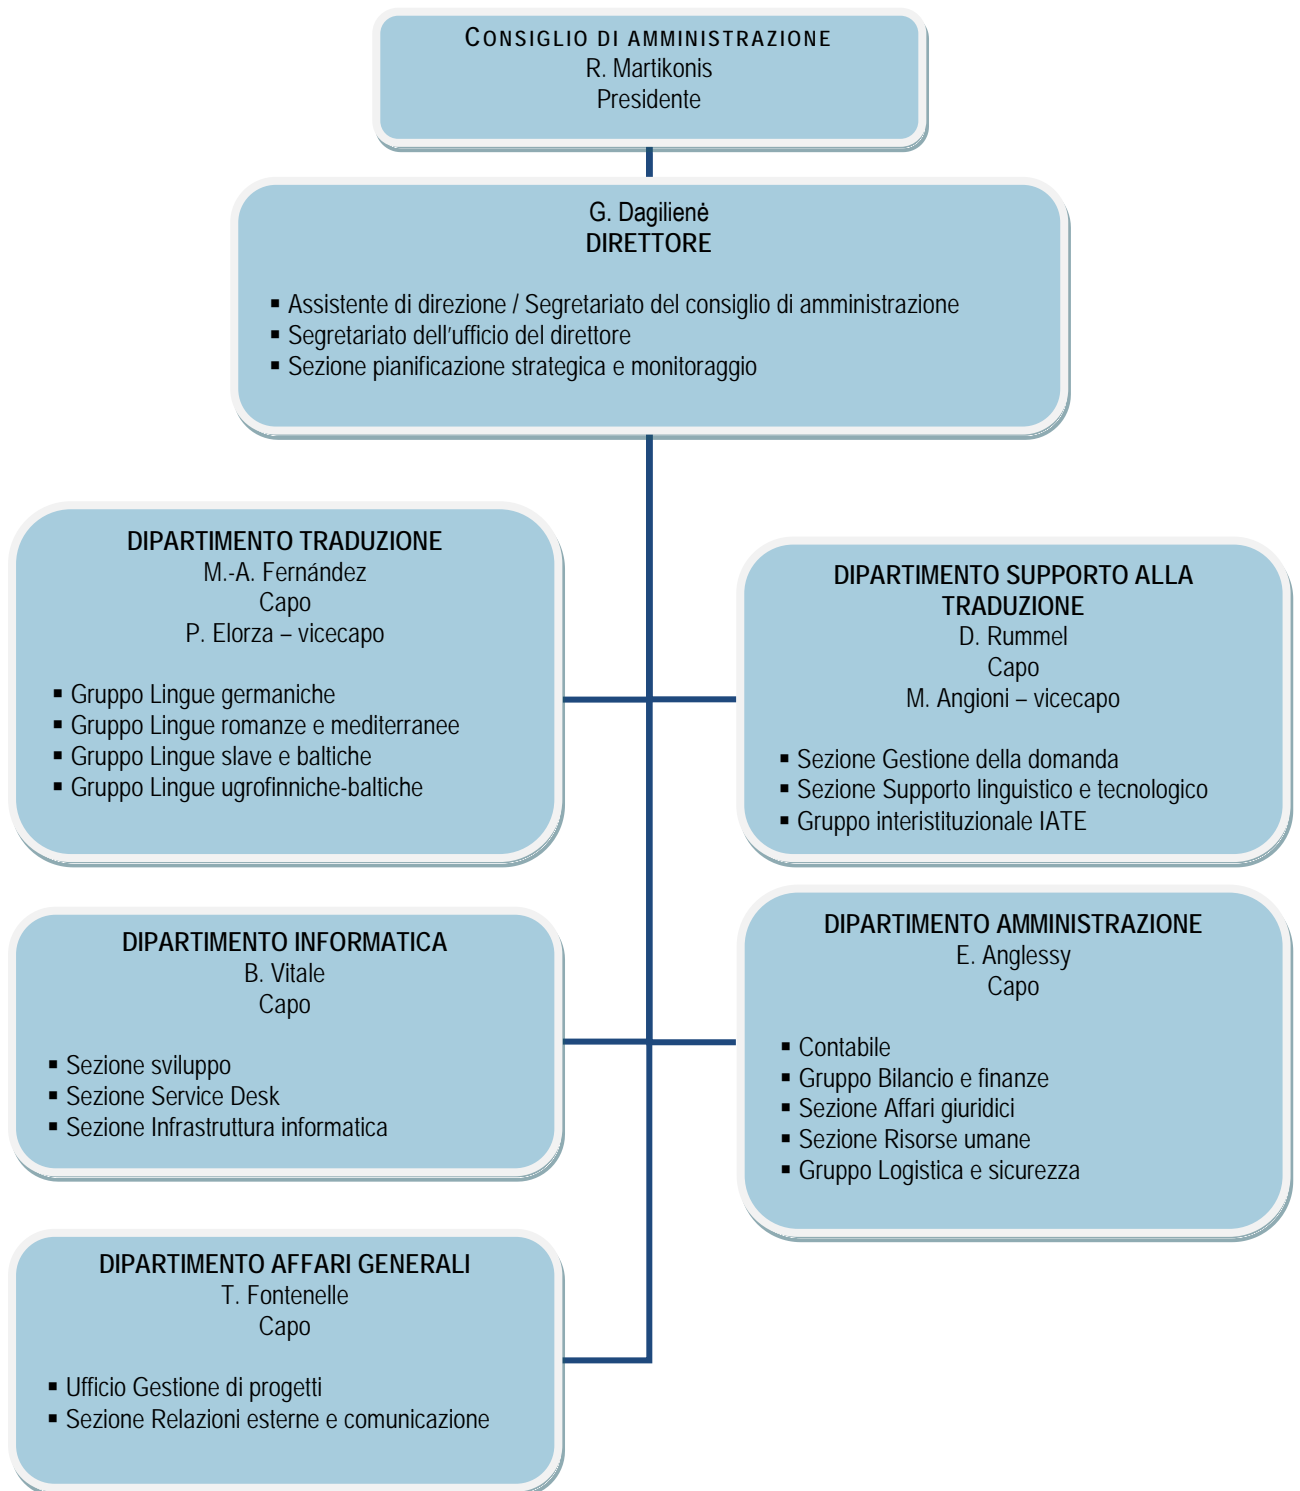 CONSIGLIO DI AMMINISTRAZIONE
R. Martikonis
Presidente
G. Dagilienė
DIRETTORE
▪ Assistente di direzione / Segretariato del consiglio di amministrazione
▪ Segretariato dell'ufficio del direttore
▪ Sezione pianificazione strategica e monitoraggio
DIPARTIMENTO TRADUZIONE
M.-A. Fernández
Capo
P. Elorza – vicecapo
▪ Gruppo Lingue germaniche
▪ Gruppo Lingue romanze e mediterranee
▪ Gruppo Lingue slave e baltiche
▪ Gruppo Lingue ugrofinniche-baltiche
DIPARTIMENTO SUPPORTO ALLA
TRADUZIONE
D. Rummel
Capo
M. Angioni – vicecapo
▪ Sezione Gestione della domanda
▪ Sezione Supporto linguistico e tecnologico
▪ Gruppo interistituzionale IATE
DIPARTIMENTO INFORMATICA
B. Vitale
Capo
▪ Sezione sviluppo
▪ Sezione Service Desk
▪ Sezione Infrastruttura informatica
DIPARTIMENTO AMMINISTRAZIONE
E. Anglessy
Capo
▪ Contabile
▪ Gruppo Bilancio e finanze
▪ Sezione Affari giuridici
▪ Sezione Risorse umane
▪ Gruppo Logistica e sicurezza
DIPARTIMENTO AFFARI GENERALI
T. Fontenelle
Capo
▪ Ufficio Gestione di progetti
▪ Sezione Relazioni esterne e comunicazione